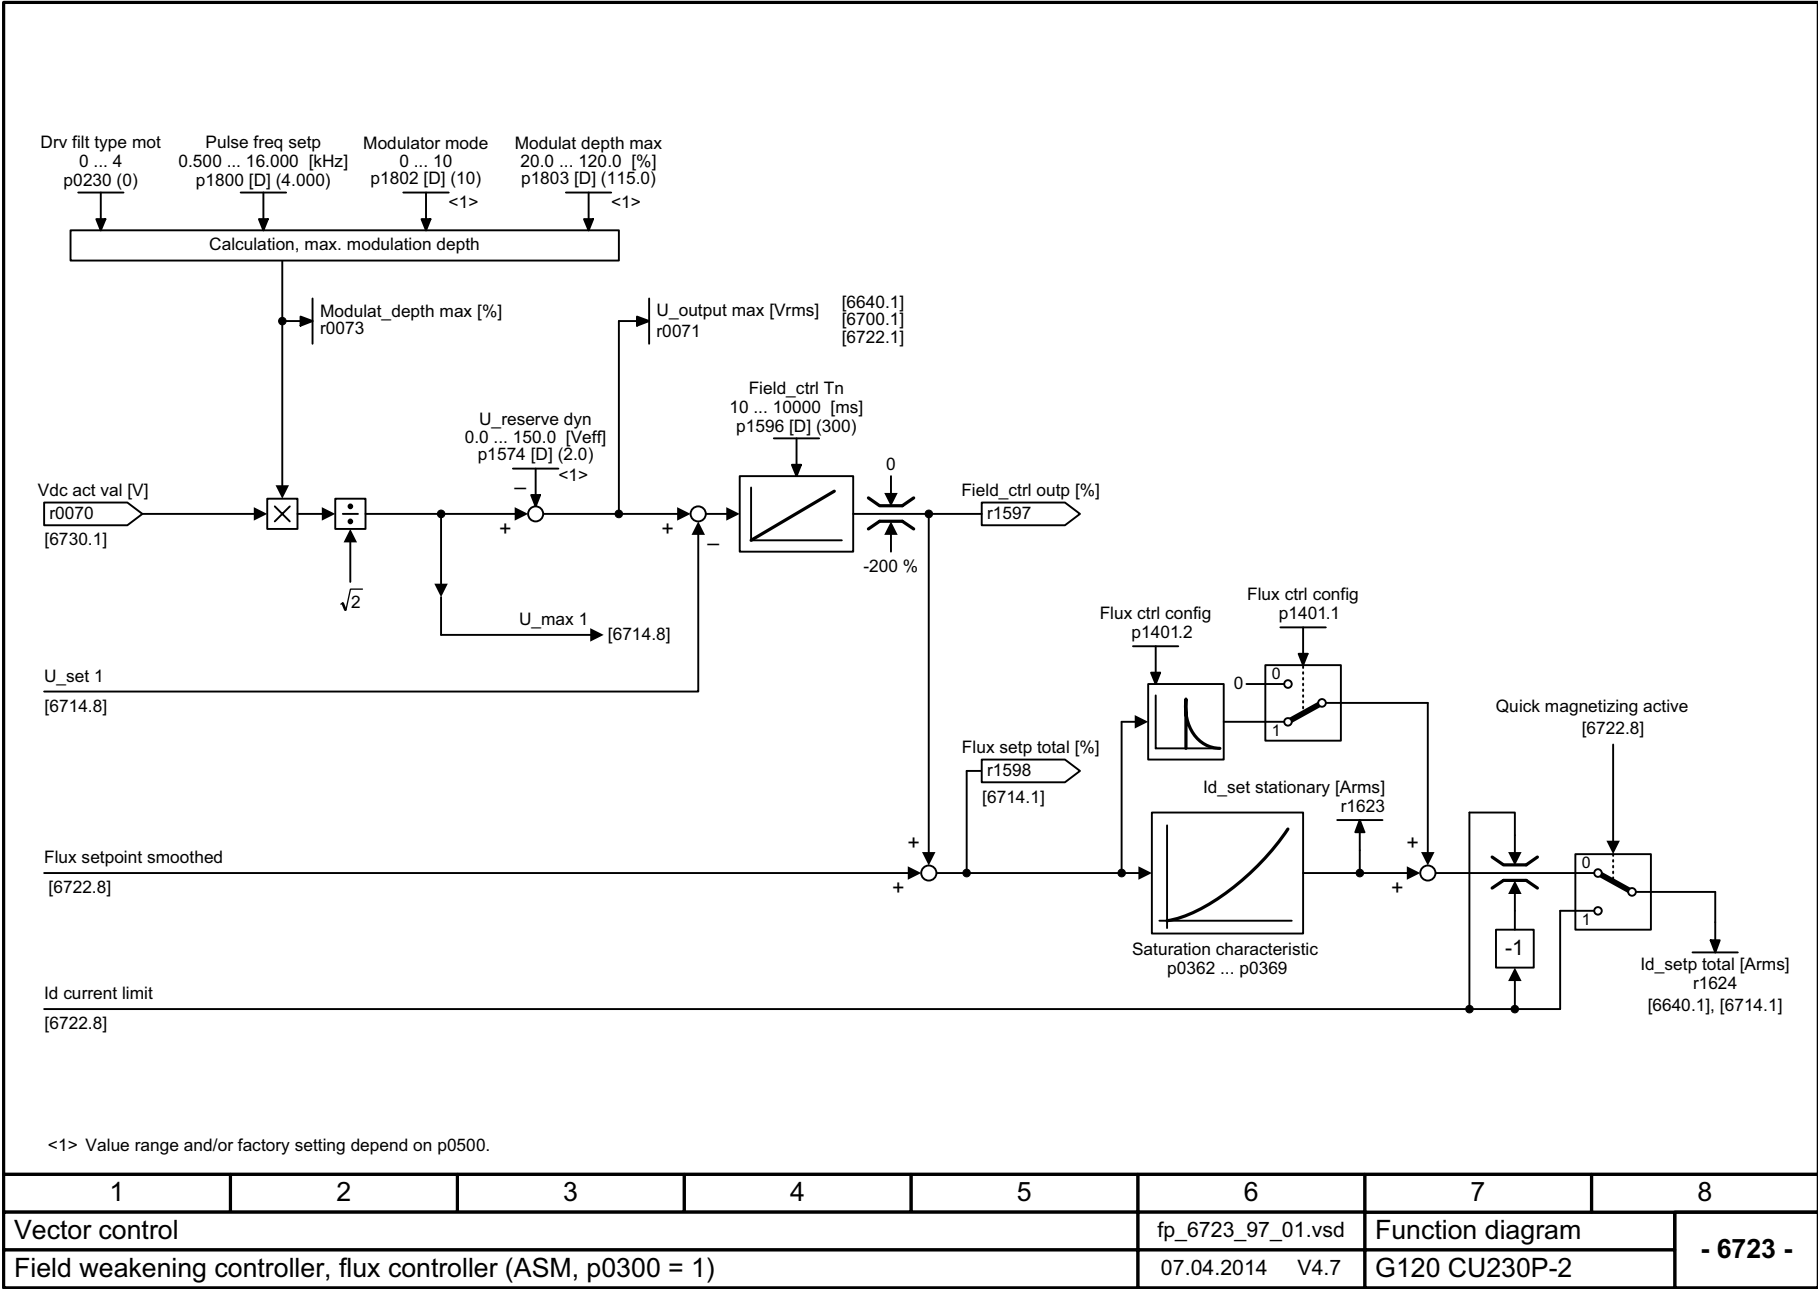 Drv filt type mot
0 ... 4
p0230 (0)
Pulse freq setp
0.500 ... 16.000 [kHz]
p1800 [D] (4.000)
Modulator mode
0 ... 10
p1802 [D] (10)
<1>
Modulat depth max
20.0 ... 120.0 [%]
p1803 [D] (115.0)
<1>
Calculation, max. modulation depth
Modulat_depth max [%]
r0073
U_output max [Vrms]
r0071
[6640.1]
[6700.1]
[6722.1]
Field_ctrl Tn
10 ... 10000 [ms]
p1596 [D] (300)
U_reserve dyn
0.0 ... 150.0 [Veff]
p1574 [D] (2.0)
<1>
Vdc act val [V]
r0070
[6730.1]
×
÷
√2
+
–
+
–
0
-200 %
Field_ctrl outp [%]
r1597
U_max 1
[6714.8]
U_set 1
[6714.8]
Flux ctrl config
p1401.2
Flux ctrl config
p1401.1
0
0
1
Quick magnetizing active
[6722.8]
Flux setp total [%]
r1598
[6714.1]
Id_set stationary [Arms]
r1623
Flux setpoint smoothed
[6722.8]
+
+
+
+
Saturation characteristic
p0362 ... p0369
0
1
-1
Id_setp total [Arms]
r1624
[6640.1], [6714.1]
Id current limit
[6722.8]
<1> Value range and/or factory setting depend on p0500.
1 2 3 4 5 6 7 8
Vector control
fp_6723_97_01.vsd
Function diagram
- 6723 -
Field weakening controller, flux controller (ASM, p0300 = 1)
07.04.2014 V4.7
G120 CU230P-2